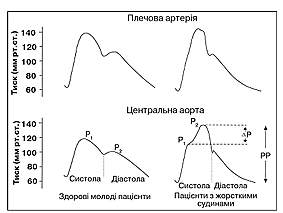 Плечова артерія
Тиск (мм рт.ст.)
140
120
100
80
60
Центральна аорта
Тиск (мм рт.ст.)
140
120
100
80
60
P1
P2
Систола
Діастола
P2
P1
ΔP
PP
Систола
Діастола
Здорові молоді пацієнти
Пацієнти з жорсткими
судинами